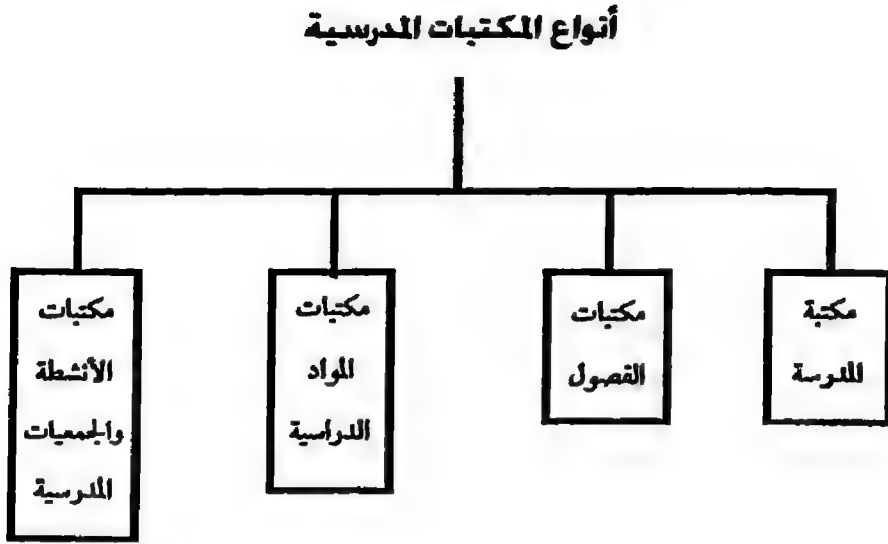 أنواع المكتبات المدرسية
مكتبة
المدرسة
مكتبات
الفصول
مكتبات
المواد
الدراسية
مكتبات
الأنشطة
والجمعيات
المدرسية